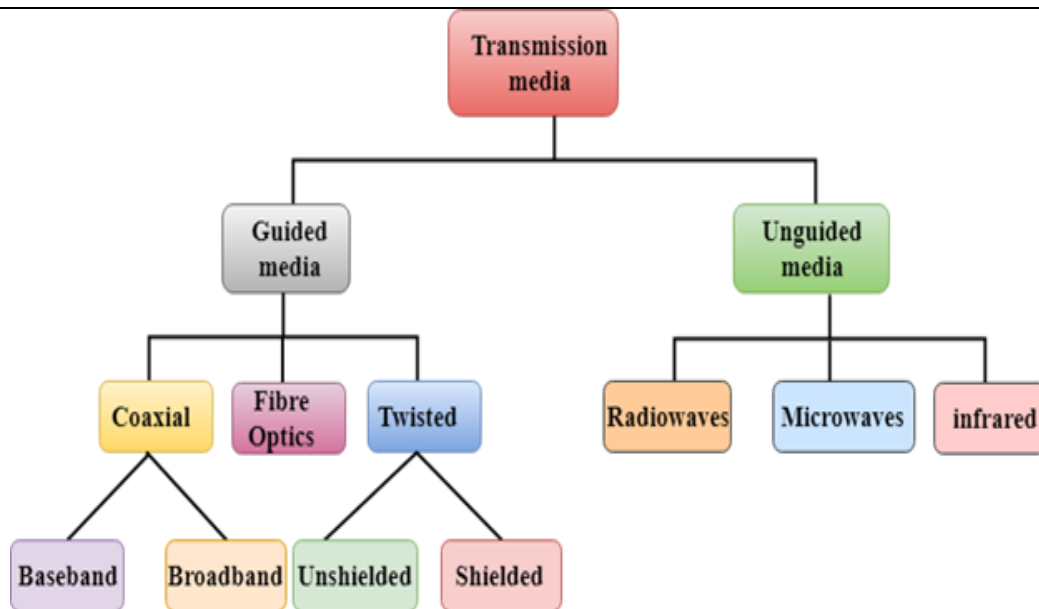 Transmission
media
Guided
media
Unguided
media
Coaxial
Fibre
Optics
Twisted
Radiowaves
Microwaves
infrared
Baseband
Broadband
Unshielded
Shielded